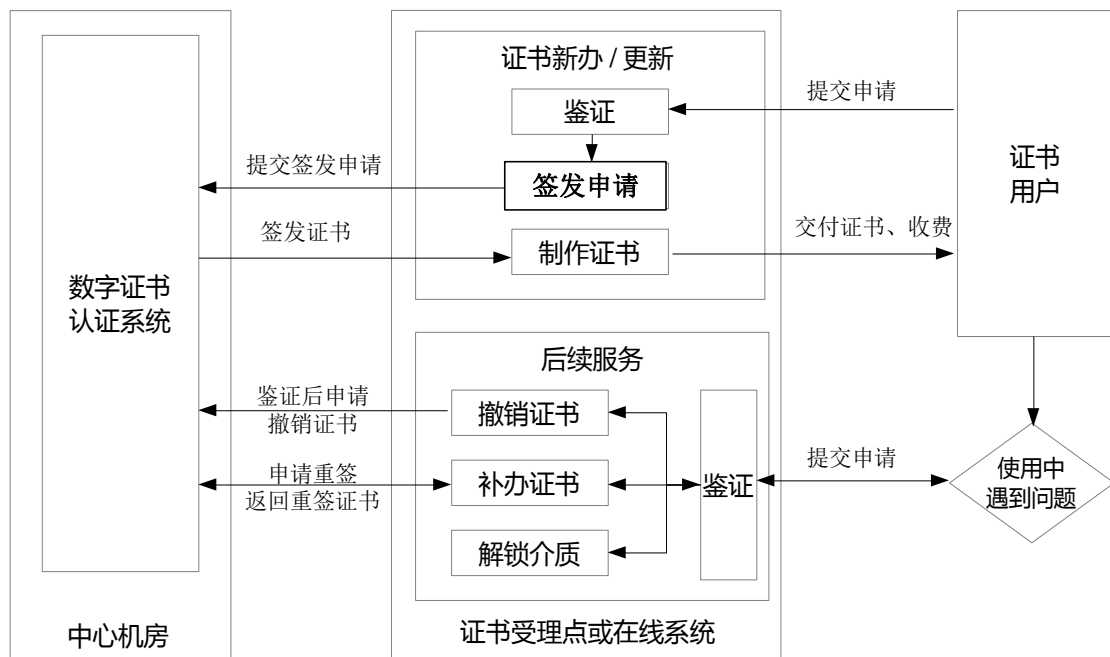 证书新办 / 更新
鉴证
提交申请
证书
用户
提交签发申请
签发申请
签发证书
制作证书
交付证书、收费
数字证书
认证系统
后续服务
鉴证后申请
撤销证书
撤销证书
申请重签
返回重签证书
补办证书
鉴证
提交申请
使用中
遇到问题
解锁介质
中心机房
证书受理点或在线系统